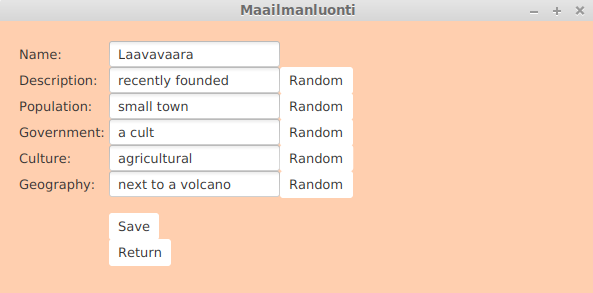 Maailmanluonti
Name: Laavavaara
Description: recently founded Random
Population: small town Random
Government: a cult Random
Culture: agricultural Random
Geography: next to a volcano Random
Save
Return